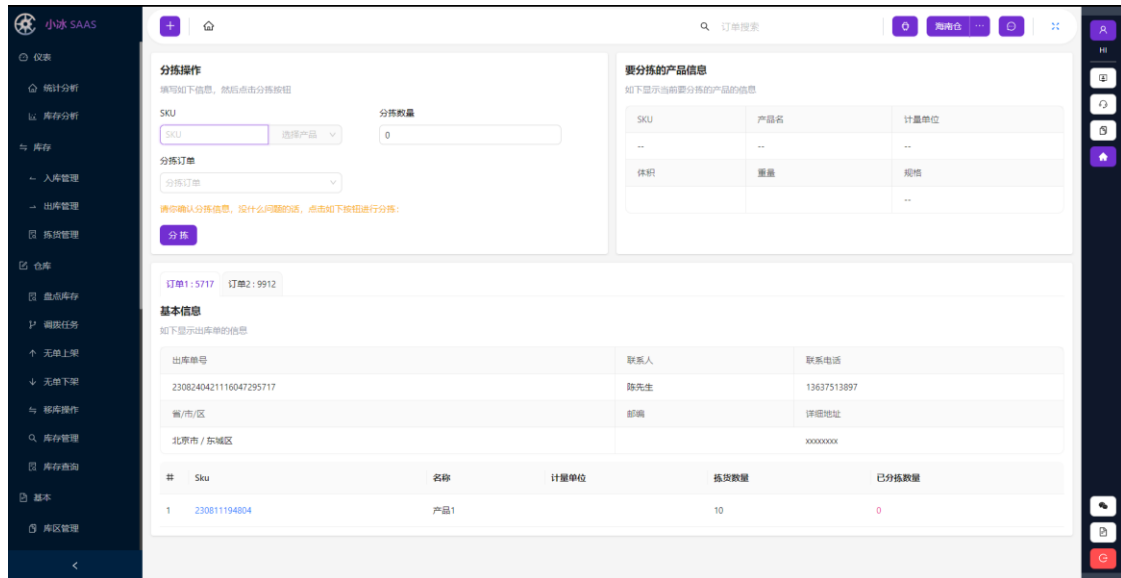 小冰 SAAS
订单搜索
海南仓 ···
HI
仪表
统计分析
库存分析
库存
入库管理
出库管理
拣货管理
仓库
盘点库存
调拨任务
无单上架
无单下架
移库操作
库存管理
库存查询
基本
库区管理
分拣操作
填写如下信息，然后点击分拣按钮
SKU 分拣数量
SKU 选择产品 0
分拣订单
分拣订单
请你确认分拣信息，没什么问题的话，点击如下按钮进行分拣：
分 拣
要分拣的产品信息
如下显示当前要分拣的产品的信息
SKU 产品名 计量单位
-- -- --
体积 重量 规格
--
订单1 : 5717 订单2 : 9912
基本信息
如下显示出库单的信息
出库单号 联系人 联系电话
2308240421116047295717 陈先生 13637513897
省/市/区 邮编 详细地址
北京市 / 东城区 xxxxxxxx
# Sku 名称 计量单位 拣货数量 已分拣数量
1 230811194804 产品1 10 0